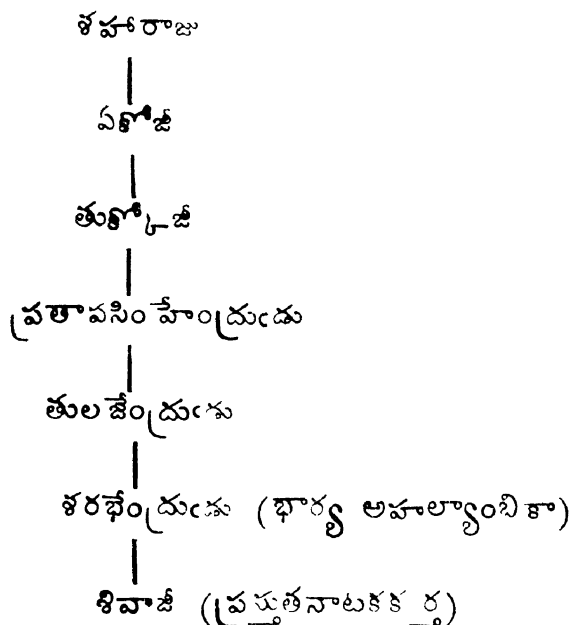 శహారాజు
ఏకోజీ
తుక్కోజీ
ప్రతాపసింహేంద్రుఁడు
తులజేంద్రుఁడు
శరభేంద్రుఁడు (భార్య అహల్యాంబికా)
శివాజీ (ప్రస్తుతనాటకకర్త)